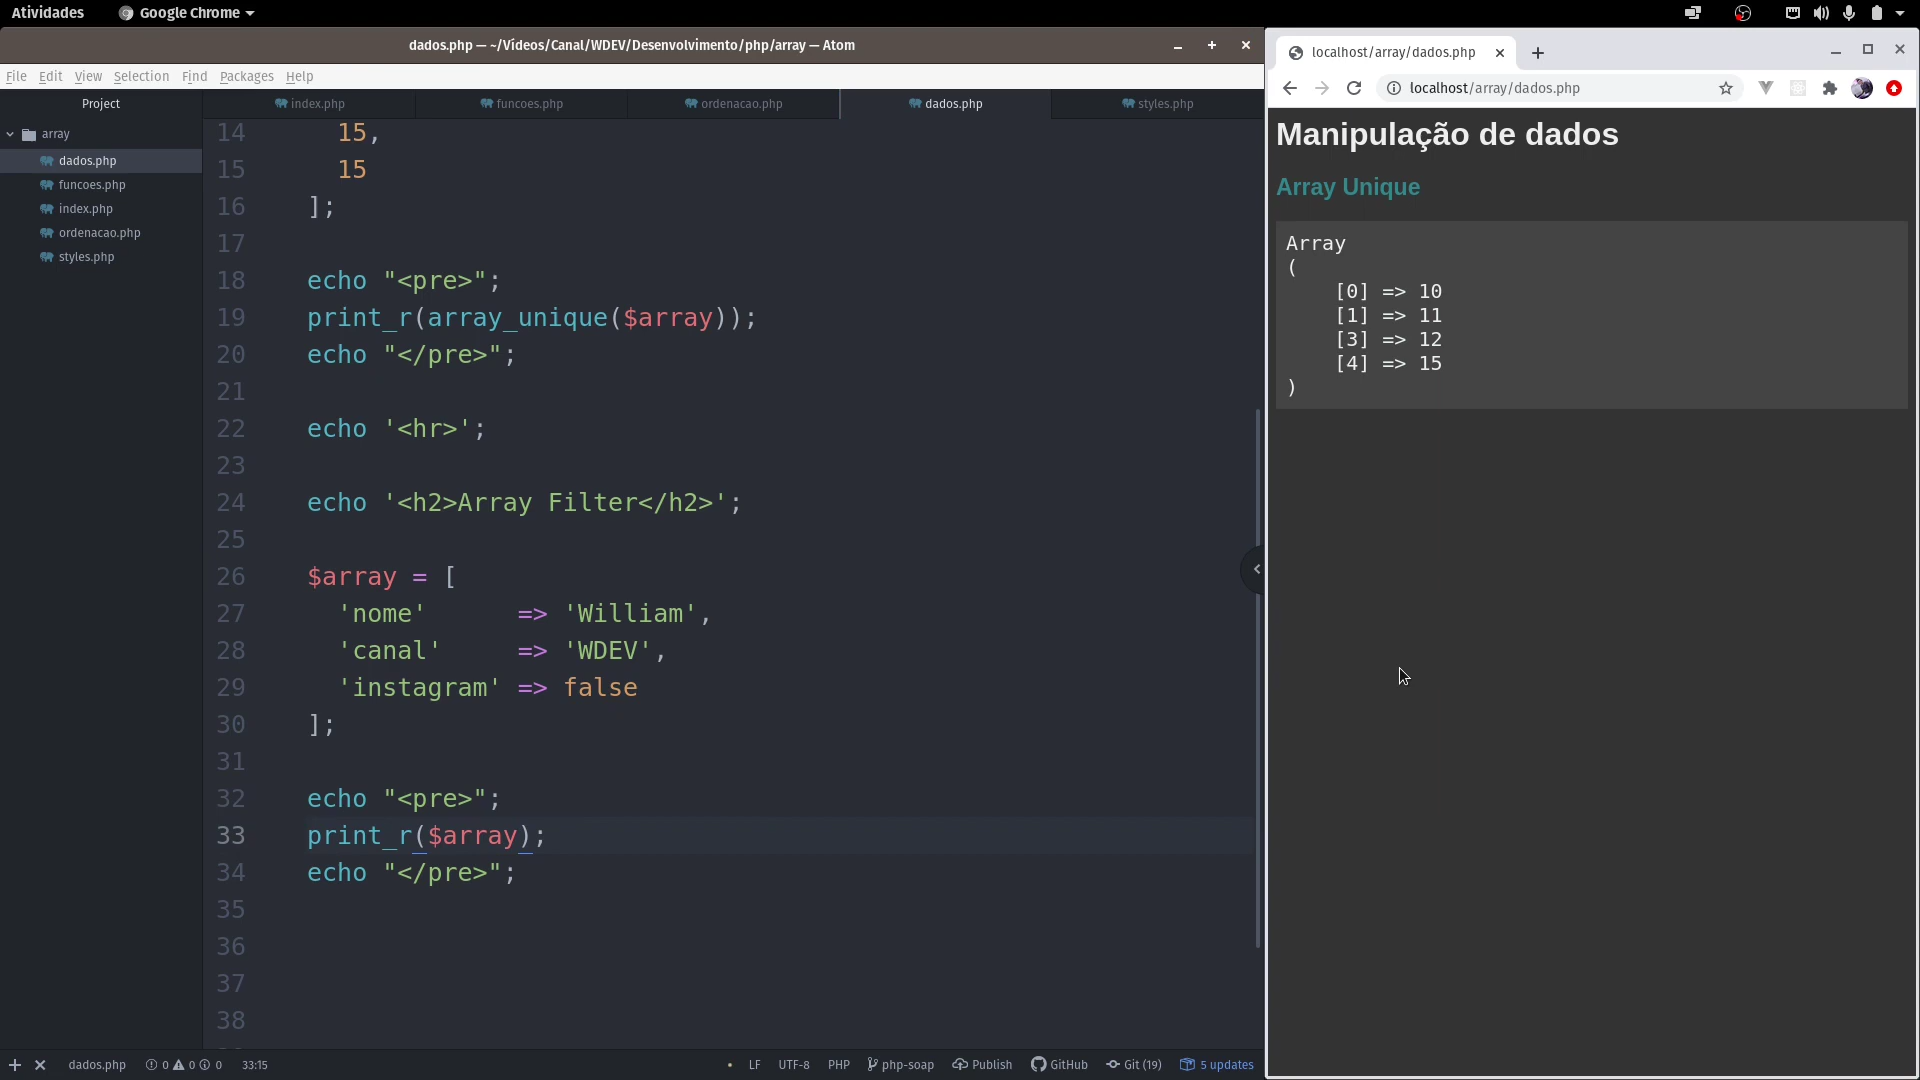 Atividades
Google Chrome
dados.php — ~/Vídeos/Canal/WDEV/Desenvolvimento/php/array — Atom
File Edit View Selection Find Packages Help
Project
array
dados.php
funcoes.php
index.php
ordenacao.php
styles.php
index.php
funcoes.php
ordenacao.php
dados.php
styles.php
14 15,
15 15
16 ];
17
18 echo "<pre>";
19 print_r(array_unique($array));
20 echo "</pre>";
21
22 echo '<hr>';
23
24 echo '<h2>Array Filter</h2>';
25
26 $array = [
27 'nome' => 'William',
28 'canal' => 'WDEV',
29 'instagram' => false
30 ];
31
32 echo "<pre>";
33 print_r($array);
34 echo "</pre>";
35
36
37
38
dados.php 0 0 0 33:15 LF UTF-8 PHP php-soap Publish GitHub Git (19) 5 updates
localhost/array/dados.php
localhost/array/dados.php
Manipulação de dados
Array Unique
Array
(
[0] => 10
[1] => 11
[3] => 12
[4] => 15
)